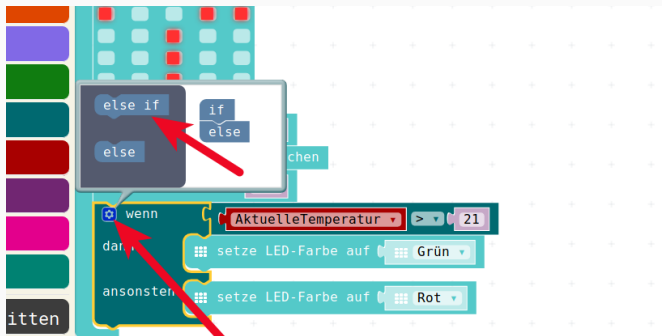 else if
if
else
else
chen
wenn AktuelleTemperatur > 21
dann
setze LED-Farbe auf Grün
ansonsten setze LED-Farbe auf Rot
itten